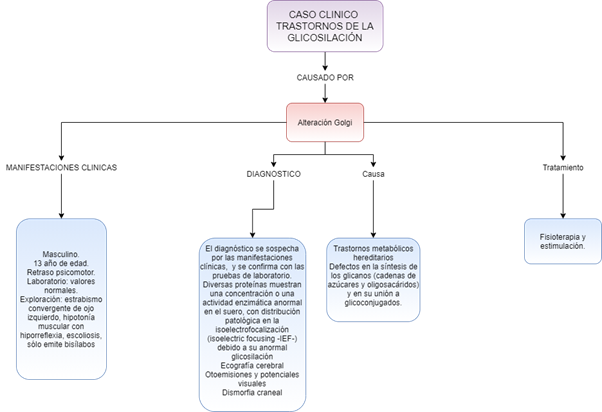 CASO CLINICO
TRASTORNOS DE LA
GLICOSILACIÓN
CAUSADO POR
Alteración Golgi
MANIFESTACIONES CLINICAS
DIAGNOSTICO
Causa
Tratamiento
Masculino.
13 año de edad.
Retraso psicomotor.
Laboratorio: valores
normales.
Exploración: estrabismo
convergente de ojo
izquierdo, hipotonía
muscular con
hiporreflexia, escoliosis,
sólo emite bisílabos
El diagnóstico se sospecha
por las manifestaciones
clínicas, y se confirma con las
pruebas de laboratorio.
Diversas proteínas muestran
una concentración o una
actividad enzimática anormal
en el suero, con distribución
patológica en la
isoelectrofocalización
(isoelectric focusing -IEF-)
debido a su anormal
glicosilación
Ecografía cerebral
Otoemisiones y potenciales
visuales
Dismorfia craneal
Trastornos metabólicos
hereditarios
Defectos en la síntesis de
los glicanos (cadenas de
azúcares y oligosacáridos)
y en su unión a
glicoconjugados.
Fisioterapia y
estimulación.